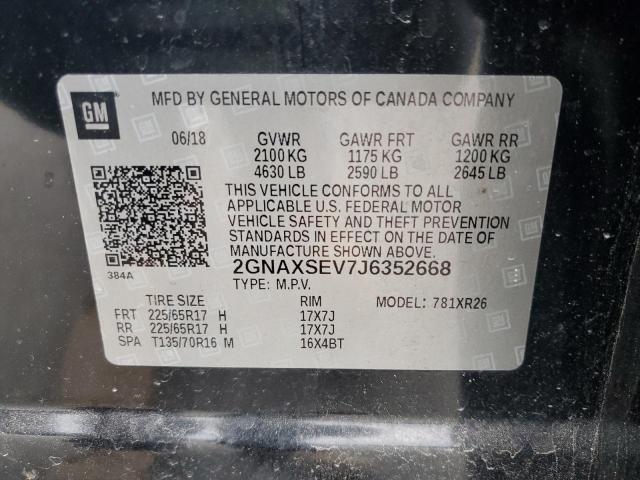 GM
MFD BY GENERAL MOTORS OF CANADA COMPANY
06/18 GVWR GAWR FRT GAWR RR
2100 KG 1175 KG 1200 KG
4630 LB 2590 LB 2645 LB
THIS VEHICLE CONFORMS TO ALL
APPLICABLE U.S. FEDERAL MOTOR
VEHICLE SAFETY AND THEFT PREVENTION
STANDARDS IN EFFECT ON THE DATE OF
MANUFACTURE SHOWN ABOVE.
384A 2GNAXSEV7J6352668
TYPE: M.P.V.
TIRE SIZE RIM MODEL: 781XR26
FRT 225/65R17 H 17X7J
RR 225/65R17 H 17X7J
SPA T135/70R16 M 16X4BT